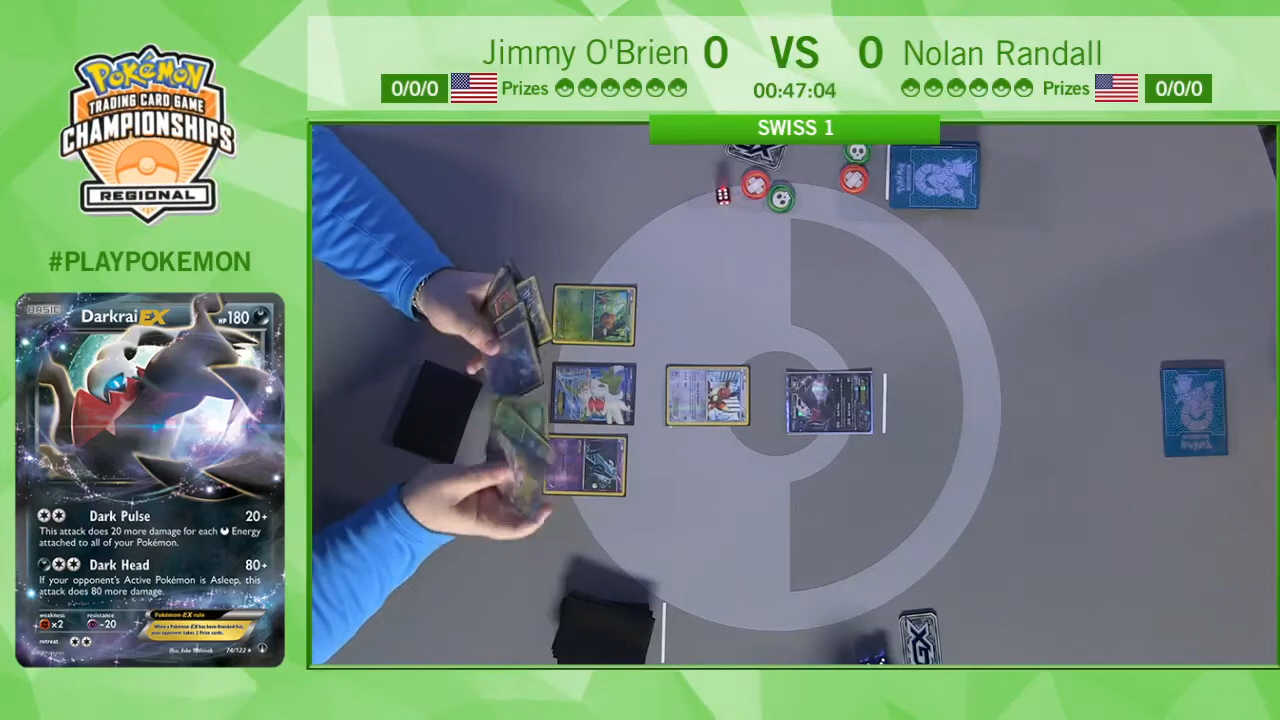 Jimmy O'Brien 0 VS 0 Nolan Randall
0/0/0 Prizes 00:47:04 Prizes 0/0/0
SWISS 1
POKÉMON
TRADING CARD GAME
CHAMPIONSHIPS
REGIONAL
#PLAYPOKEMON
BASIC Darkrai EX HP180
Dark Pulse 20+
This attack does 20 more damage for each Energy
attached to all of your Pokémon.
Dark Head 80+
If your opponent's Active Pokémon is Asleep, this
attack does 80 more damage.
weakness resistance Pokémon-EX rule
×2 -20 When a Pokémon-EX has been Knocked Out,
your opponent takes 2 Prize cards.
retreat
74/122
GX